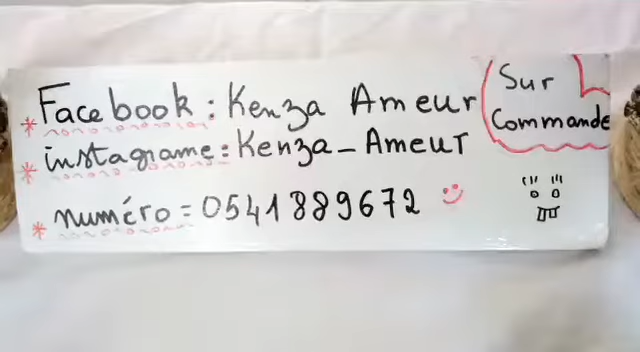 * Facebook : Kenza Ameur
* instagrame : Kenza_Ameur
* numéro = 0541889672
Sur
Commande